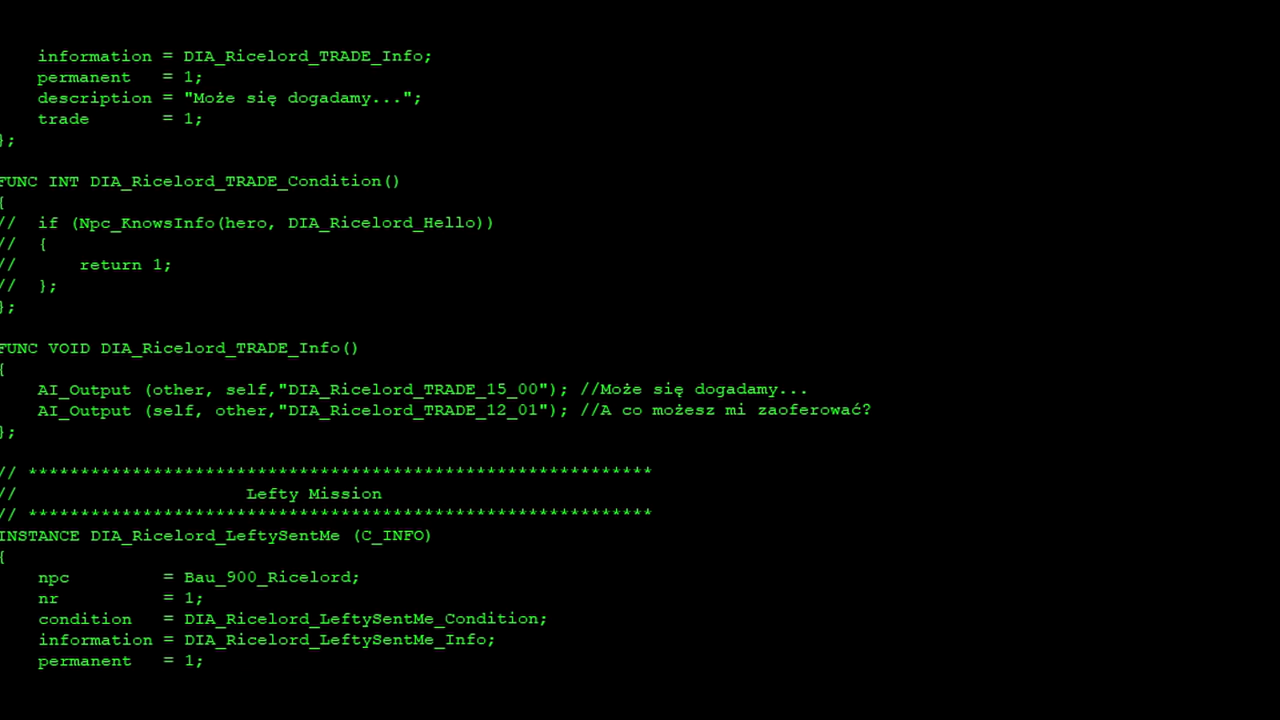 information = DIA_Ricelord_TRADE_Info;
permanent   = 1;
description = "Może się dogadamy...";
trade       = 1;
};
FUNC INT DIA_Ricelord_TRADE_Condition()
{
//  if (Npc_KnowsInfo(hero, DIA_Ricelord_Hello))
//  {
//      return 1;
//  };
};
FUNC VOID DIA_Ricelord_TRADE_Info()
{
    AI_Output (other, self,"DIA_Ricelord_TRADE_15_00"); //Może się dogadamy...
    AI_Output (self, other,"DIA_Ricelord_TRADE_12_01"); //A co możesz mi zaoferować?
};
// ************************************************************
//                      Lefty Mission
// ************************************************************
INSTANCE DIA_Ricelord_LeftySentMe (C_INFO)
{
    npc         = Bau_900_Ricelord;
    nr          = 1;
    condition   = DIA_Ricelord_LeftySentMe_Condition;
    information = DIA_Ricelord_LeftySentMe_Info;
    permanent   = 1;